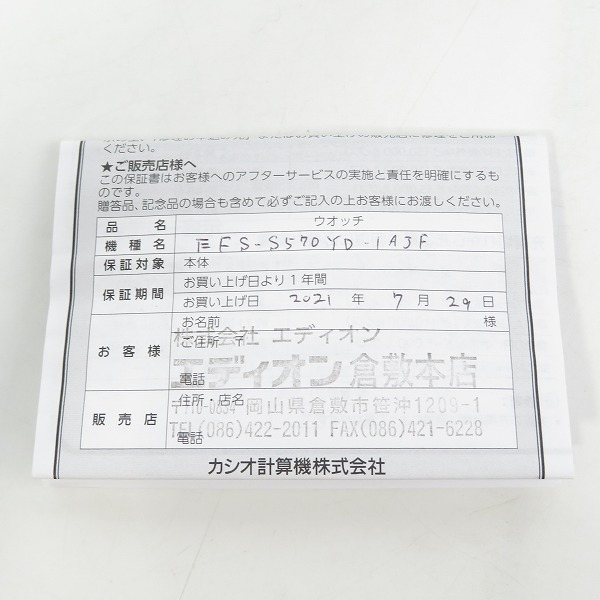 ください。
★ご販売店様へ
この保証書はお客様へのアフターサービスの実施と責任を明確にするも
のです。
贈答品、記念品の場合も含めて必ずご記入の上お客様にお渡しください。
品名 ウオッチ
機種名 EFS-S570YD-1A3F
保証対象 本体
保証期間 お買い上げ日より1年間
お買い上げ日 2021 年 7 月 29 日
お客様 お名前 様
株式会社 エディオン
ご住所 〒
エディオン倉敷本店
電話
販売店 住所・店名
〒710-0834 岡山県倉敷市笹沖1209-1
TEL(086)422-2011 FAX(086)421-6228
電話
カシオ計算機株式会社